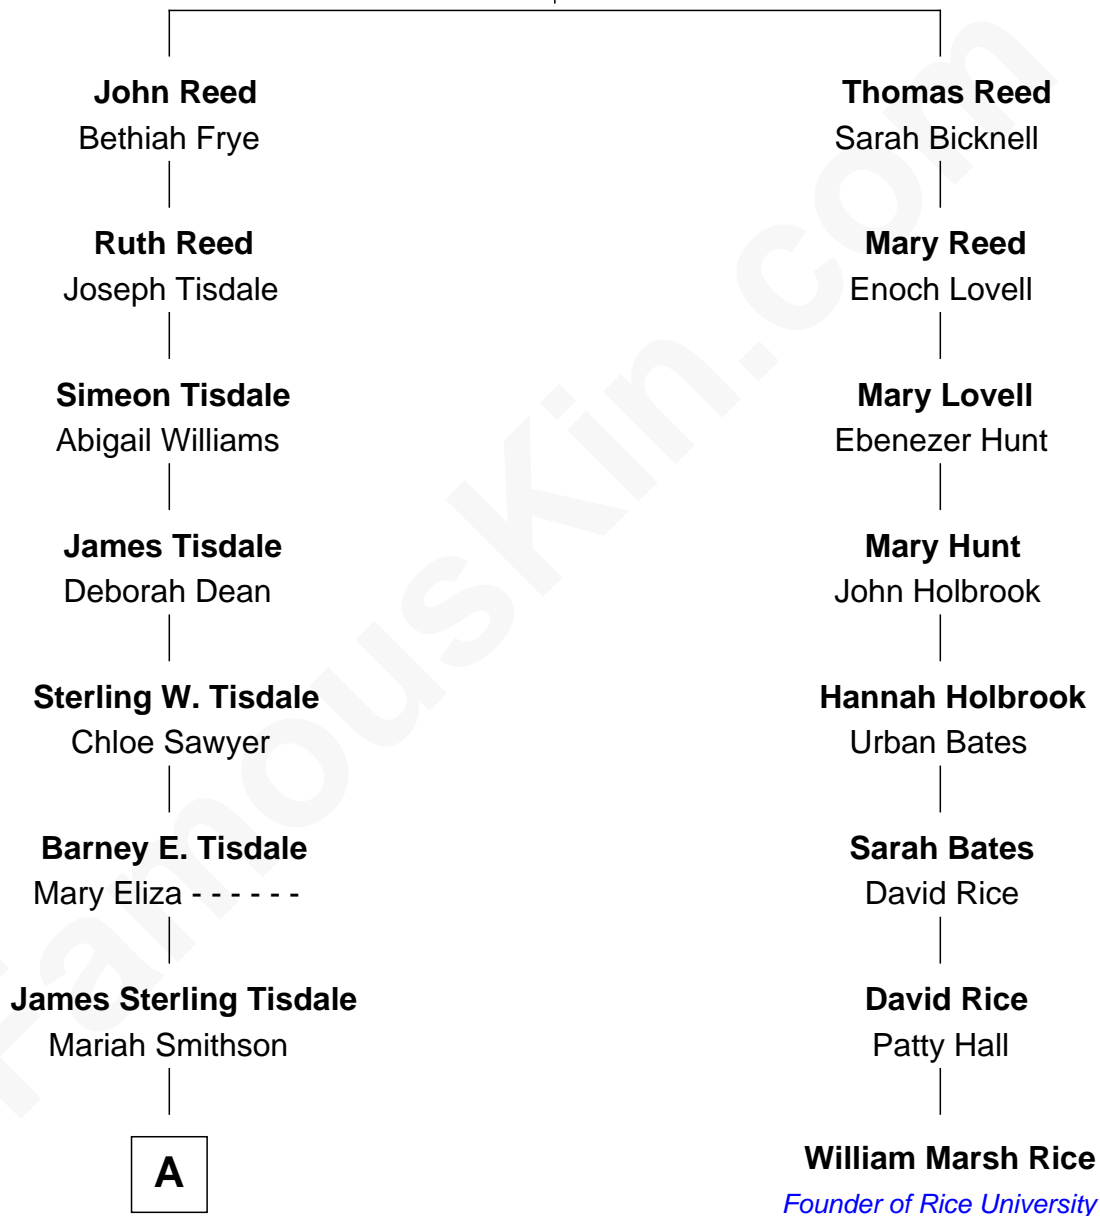 John Reed
Bethiah Frye
Ruth Reed
Joseph Tisdale
Simeon Tisdale
Abigail Williams
James Tisdale
Deborah Dean
Sterling W. Tisdale
Chloe Sawyer
Barney E. Tisdale
Mary Eliza - - - - - -
James Sterling Tisdale
Mariah Smithson
A
Thomas Reed
Sarah Bicknell
Mary Reed
Enoch Lovell
Mary Lovell
Ebenezer Hunt
Mary Hunt
John Holbrook
Hannah Holbrook
Urban Bates
Sarah Bates
David Rice
David Rice
Patty Hall
William Marsh Rice
Founder of Rice University
FamousKin.com